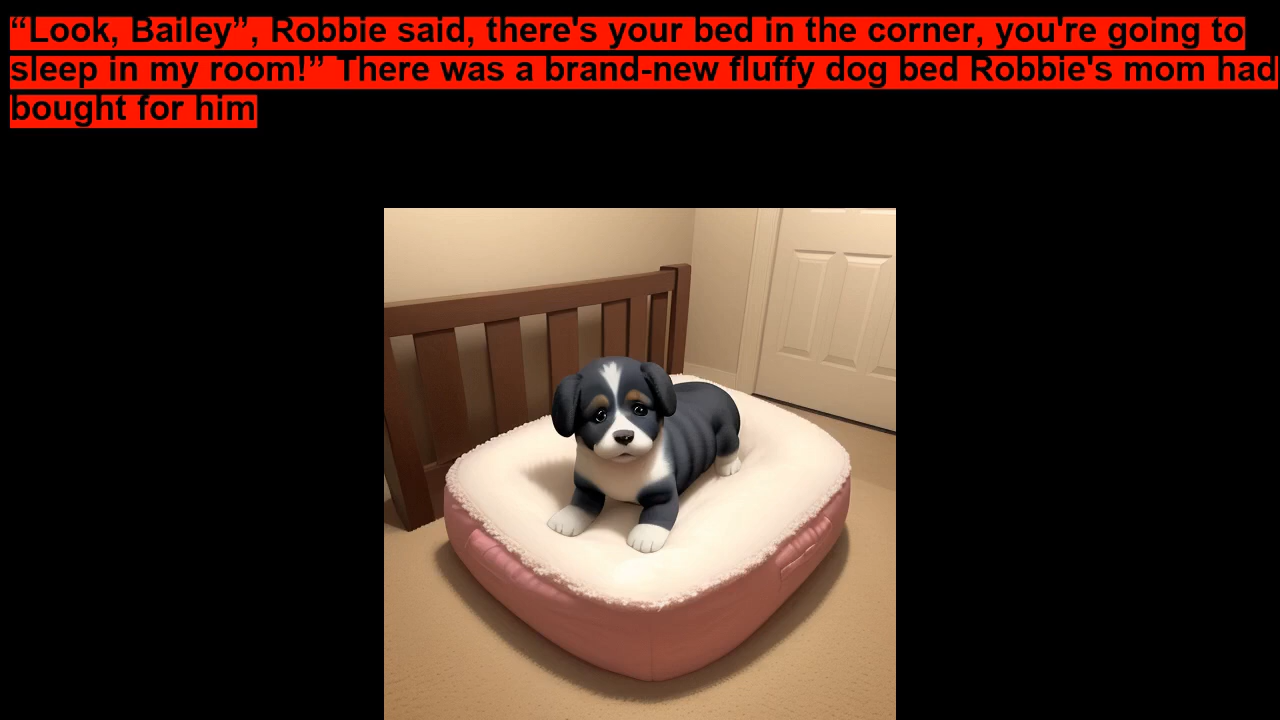 “Look, Bailey”, Robbie said, there's your bed in the corner, you're going to
sleep in my room!” There was a brand-new fluffy dog bed Robbie's mom had
bought for him